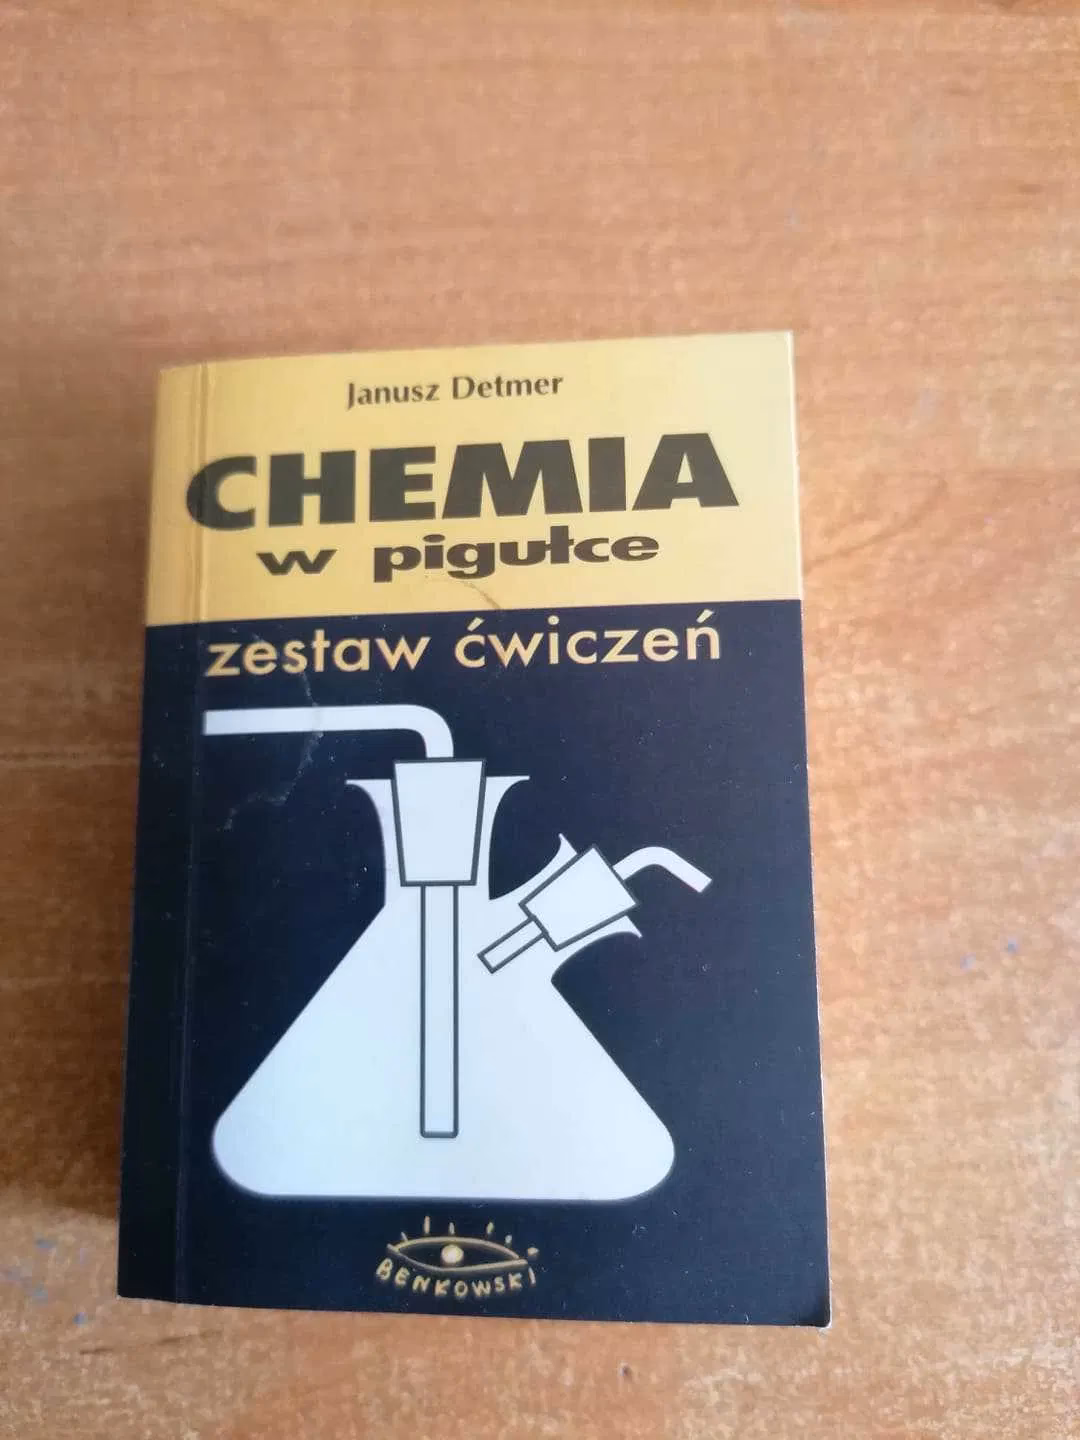 Janusz Detmer
CHEMIA
w pigułce
zestaw ćwiczeń
BENKOWSKI